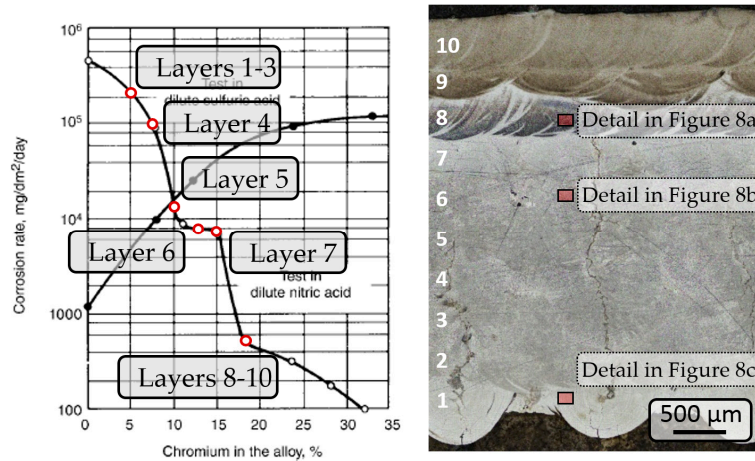 10⁶
10⁵
10⁴
1000
100
Corrosion rate, mg/dm²/day
Layers 1-3
Test in
dilute sulfuric acid
Layer 4
Layer 5
Layer 6
Layer 7
Test in
dilute nitric acid
Layers 8-10
0 5 10 15 20 25 30 35
Chromium in the alloy, %
10
9
8 Detail in Figure 8a
7
6 Detail in Figure 8b
5
4
3
2
Detail in Figure 8c
1
500 µm